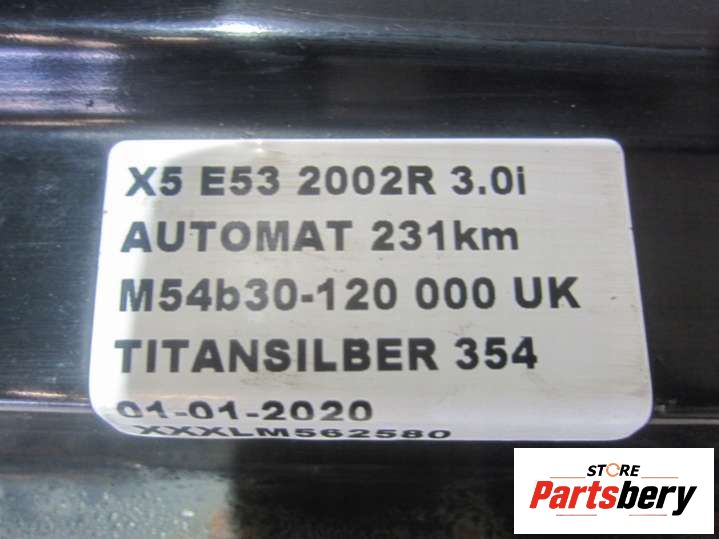 X5 E53 2002R 3.0i
AUTOMAT 231km
M54b30-120 000 UK
TITANSILBER 354
01-01-2020
XXXLM562580
STORE
Partsbery